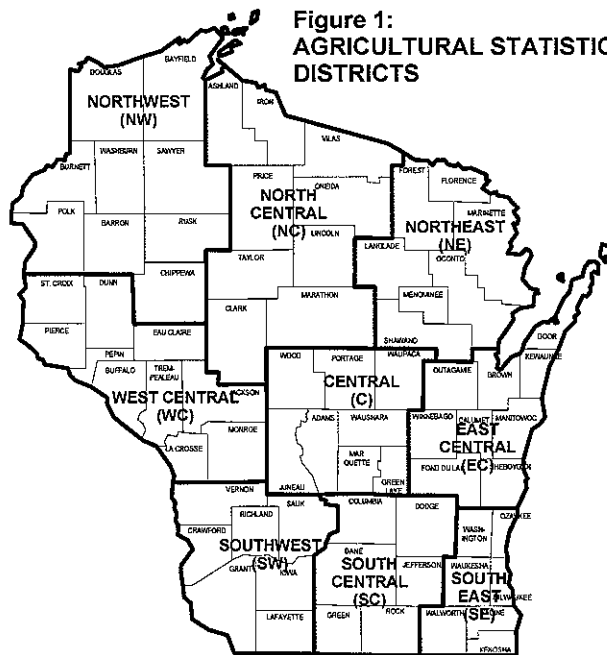 Figure 1:
AGRICULTURAL STATISTIC
DISTRICTS
DOUGLAS
BAYFIELD
ASHLAND
IRON
NORTHWEST
(NW)
VILAS
BURNETT
WASHBURN
SAWYER
PRICE
ONEIDA
FOREST
FLORENCE
MARINETTE
NORTH
CENTRAL
(NC)
NORTHEAST
(NE)
POLK
BARRON
RUSK
LINCOLN
LANGLADE
OCONTO
TAYLOR
CHIPPEWA
ST. CROIX
DUNN
CLARK
MARATHON
MENOMINEE
PIERCE
EAU CLAIRE
SHAWANO
DOOR
PEPIN
WOOD
PORTAGE
WAUPACA
OUTAGAMIE
BROWN
KEWAUNEE
BUFFALO
TREM-
PEALEAU
JACKSON
CENTRAL
(C)
WEST CENTRAL
(WC)
ADAMS
WAUSHARA
WINNEBAGO
CALUMET
MANITOWOC
MONROE
EAST
CENTRAL
(EC)
LA CROSSE
MAR
QUETTE
FOND DU LA
SHEBOYGAN
JUNEAU
GREEN
LAKE
VERNON
SAUK
COLUMBIA
DODGE
OZAUKEE
RICHLAND
WASH-
INGTON
CRAWFORD
SOUTHWEST
(SW)
DANE
JEFFERSON
WAUKESHA
GRANT
IOWA
SOUTH
CENTRAL
(SC)
SOUTH
EAST
(SE)
MILWAUKEE
LAFAYETTE
GREEN
ROCK
WALWORTH
RACINE
KENOSHA